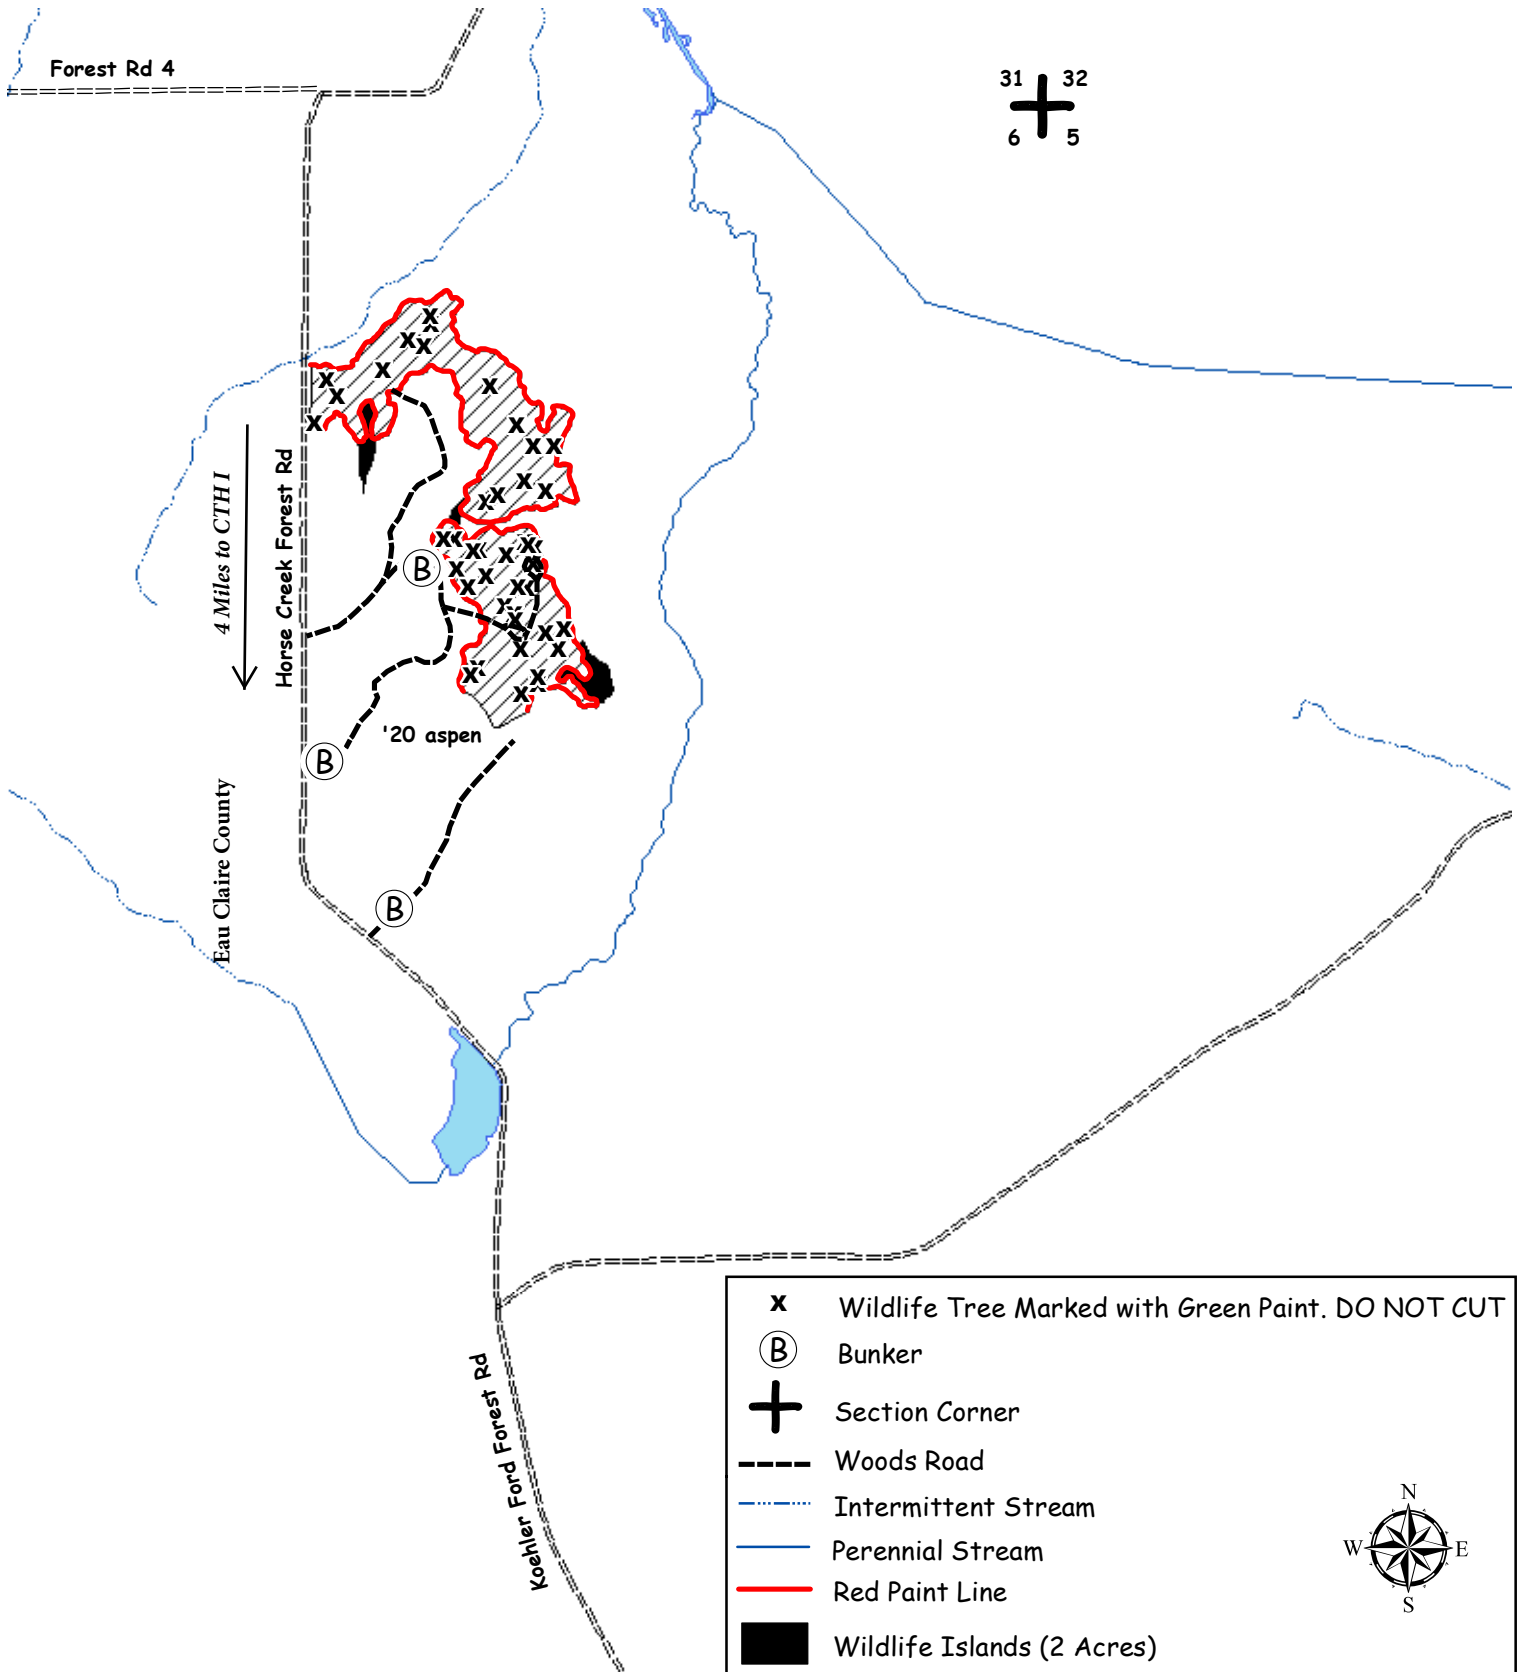 Forest Rd 4
31 32
6 5
4 Miles to CTH I
Horse Creek Forest Rd
B
B
'20 aspen
Eau Claire County
B
Koehler Ford Forest Rd
x Wildlife Tree Marked with Green Paint. DO NOT CUT
B Bunker
Section Corner
Woods Road
Intermittent Stream
Perennial Stream
Red Paint Line
Wildlife Islands (2 Acres)
N
W E
S